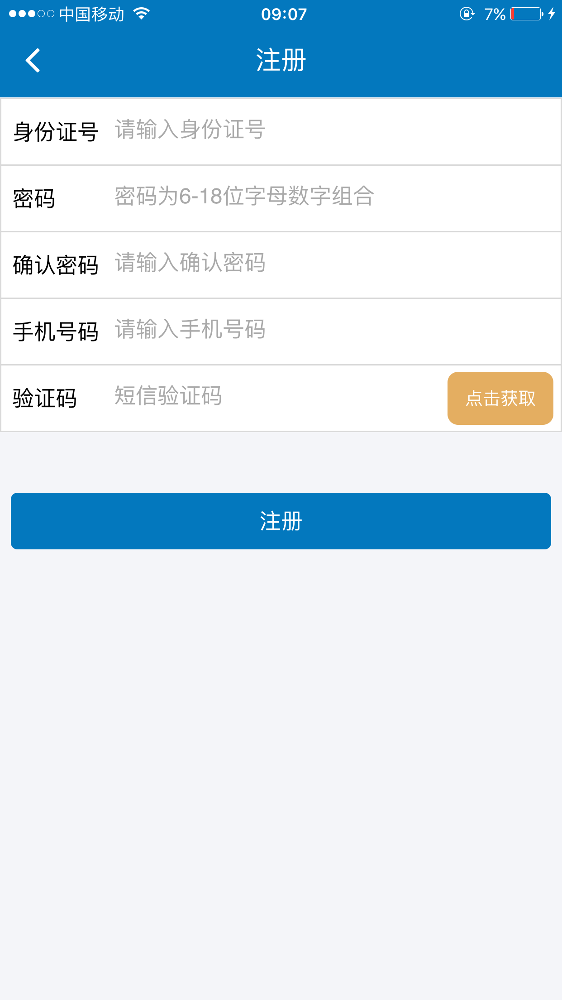 中国移动 09:07 7%
注册
身份证号 请输入身份证号
密码 密码为6-18位字母数字组合
确认密码 请输入确认密码
手机号码 请输入手机号码
验证码 短信验证码 点击获取
注册